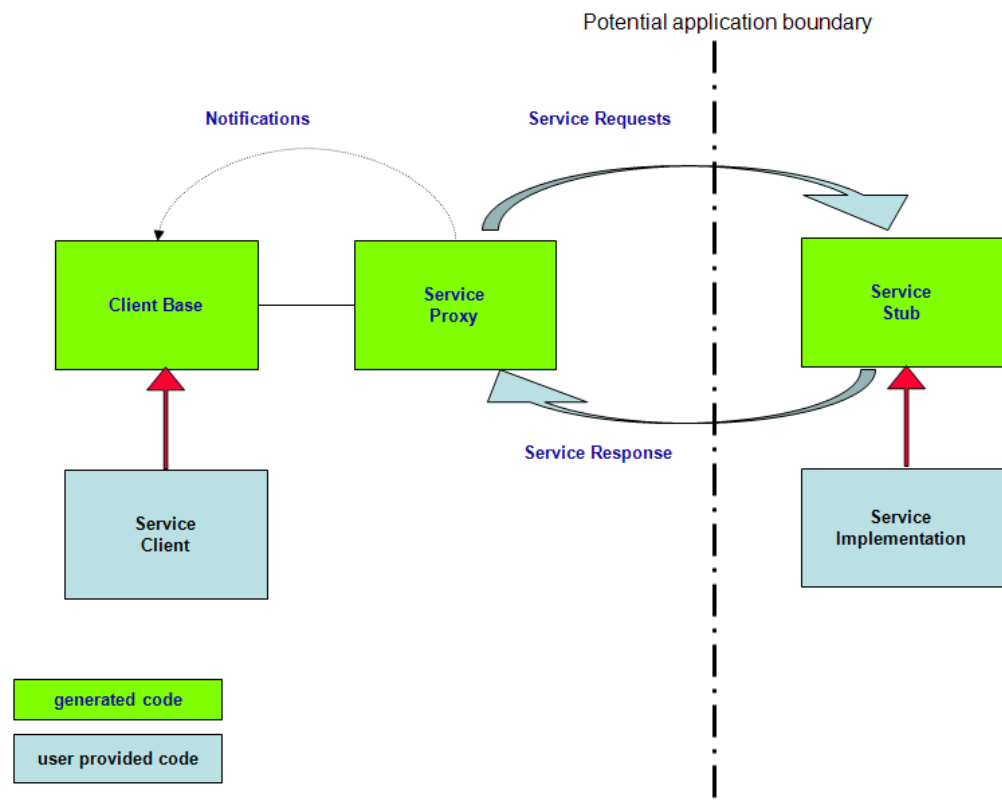 Potential application boundary
Notifications
Service Requests
Client Base
Service
Proxy
Service
Stub
Service Response
Service
Client
Service
Implementation
generated code
user provided code